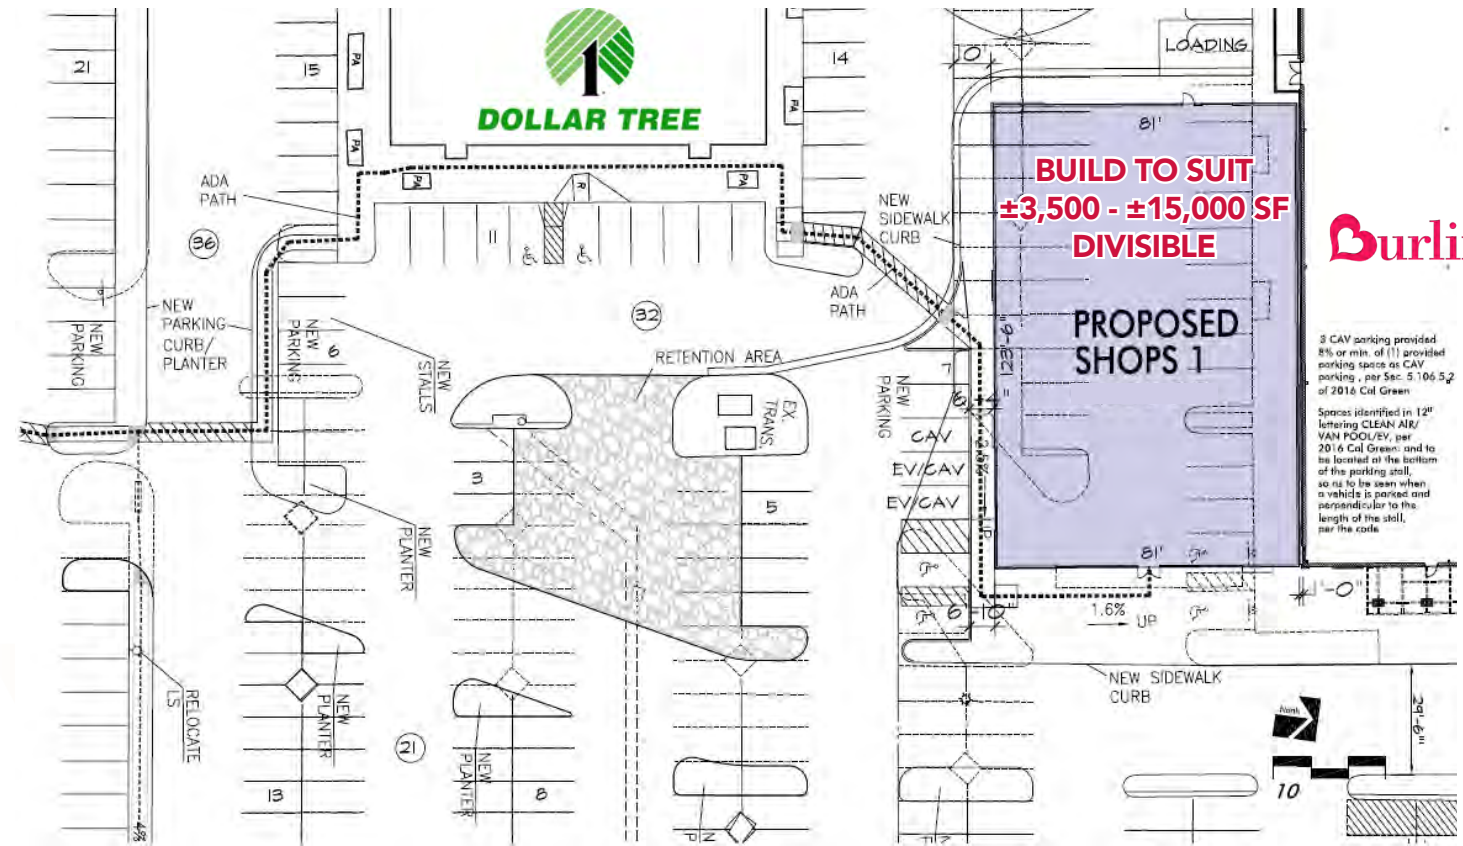 21
15
PA
PA
1
DOLLAR TREE
14
PA
10'
LOADING
81'
BUILD TO SUIT
±3,500 - ±15,000 SF
DIVISIBLE
PROPOSED
SHOPS 1
ADA
PATH
36
PA
R
PA
11
NEW
SIDEWALK
CURB
ADA
PATH
32
RETENTION AREA
NEW
PARKING
CURB/
PLANTER
NEW
PARKING
NEW
PARKING
6
NEW
STALLS
EX.
TRANS.
NEW
PARKING
7
CAV
EV/CAV
EV/CAV
3 CAV parking provided
8% or min. of (1) provided
parking space as CAV
parking , per Sec. 5.106.5.2
of 2016 Cal Green
Spaces identified in 12"
lettering CLEAN AIR/
VAN POOL/EV, per
2016 Cal Green: and to
be located at the bottom
of the parking stall,
so as to be seen when
a vehicle is parked and
perpendicular to the
length of the stall,
per the code
3
5
NEW
PLANTER
UP
81'
1.6%
UP
NEW SIDEWALK
CURB
RELOCATE
LS
NEW
PLANTER
21
NEW
PLANTER
13
8
29'-6"
North
10